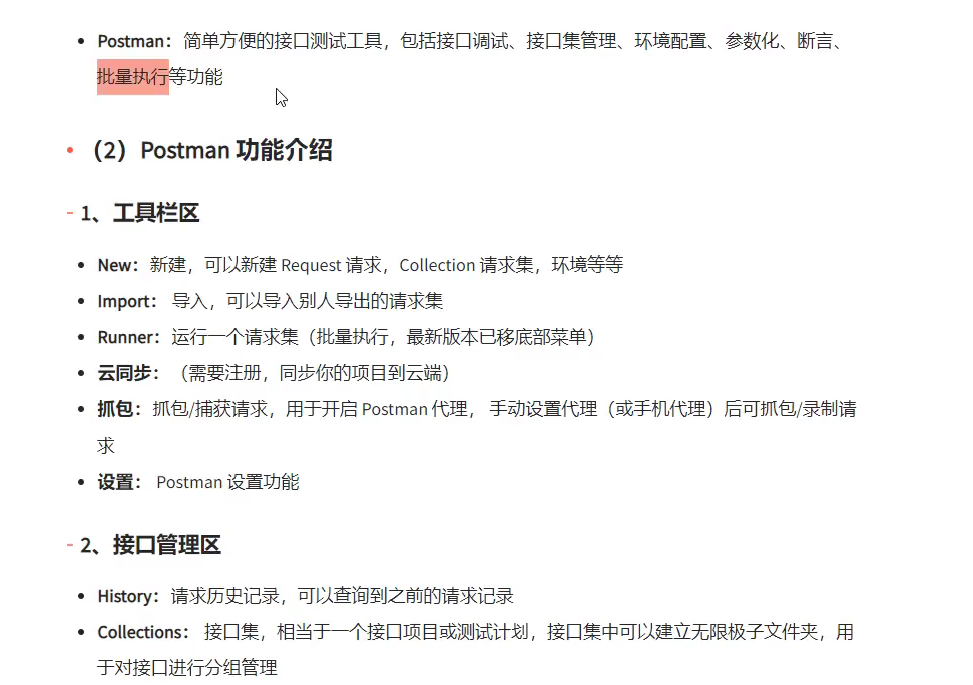 Postman：简单方便的接口测试工具，包括接口调试、接口集管理、环境配置、参数化、断言、
批量执行等功能
（2）Postman 功能介绍
- 1、工具栏区
New：新建，可以新建 Request 请求，Collection 请求集，环境等等
Import： 导入，可以导入别人导出的请求集
Runner：运行一个请求集（批量执行，最新版本已移底部菜单）
云同步：（需要注册，同步你的项目到云端）
抓包：抓包/捕获请求，用于开启 Postman 代理， 手动设置代理（或手机代理）后可抓包/录制请
求
设置： Postman 设置功能
- 2、接口管理区
History：请求历史记录，可以查询到之前的请求记录
Collections： 接口集，相当于一个接口项目或测试计划，接口集中可以建立无限极子文件夹，用
于对接口进行分组管理